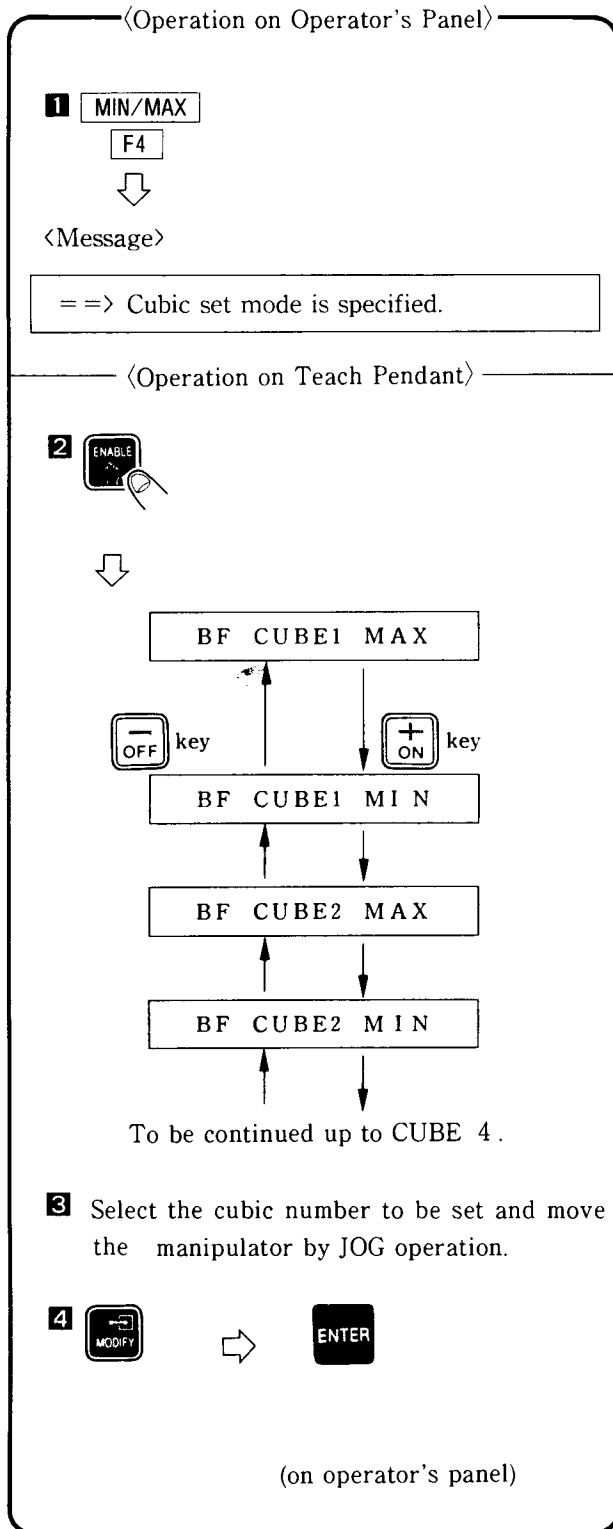 〈Operation on Operator's Panel〉
1 MIN/MAX
F4
〈Message〉
==〉 Cubic set mode is specified.
〈Operation on Teach Pendant〉
2 ENABLE
BF CUBE1 MAX
− OFF key + ON key
BF CUBE1 MIN
BF CUBE2 MAX
BF CUBE2 MIN
To be continued up to CUBE 4.
3 Select the cubic number to be set and move
the manipulator by JOG operation.
4 MODIFY ENTER
(on operator's panel)